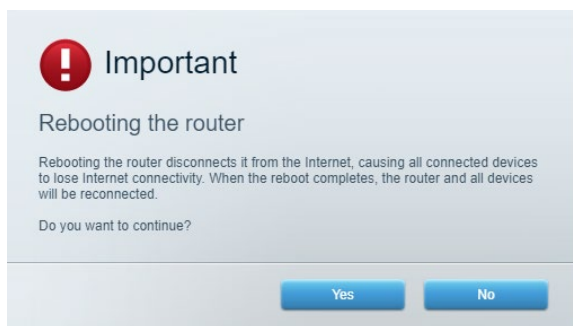 Important
Rebooting the router
Rebooting the router disconnects it from the Internet, causing all connected devices
to lose Internet connectivity. When the reboot completes, the router and all devices
will be reconnected.
Do you want to continue?
Yes
No